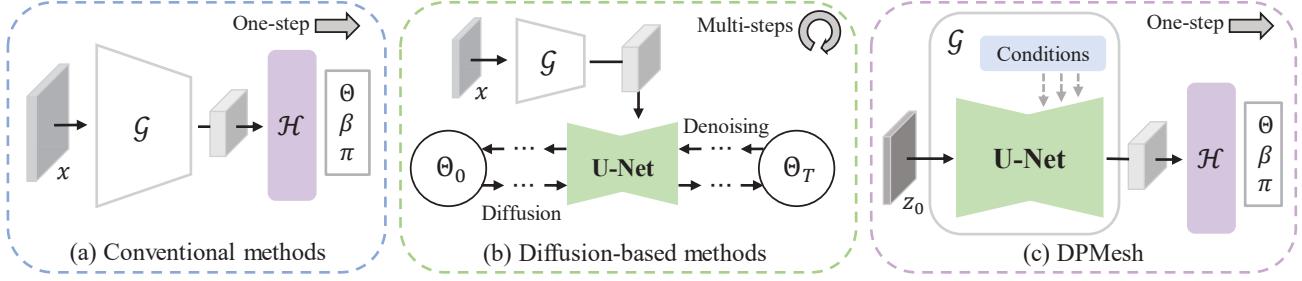 One-step
x
𝒢
ℋ
Θ
β
π
(a) Conventional methods
Multi-steps
x
𝒢
Denoising
Θ₀
U-Net
Θ_T
Diffusion
(b) Diffusion-based methods
One-step
𝒢
Conditions
U-Net
z₀
ℋ
Θ
β
π
(c) DPMesh